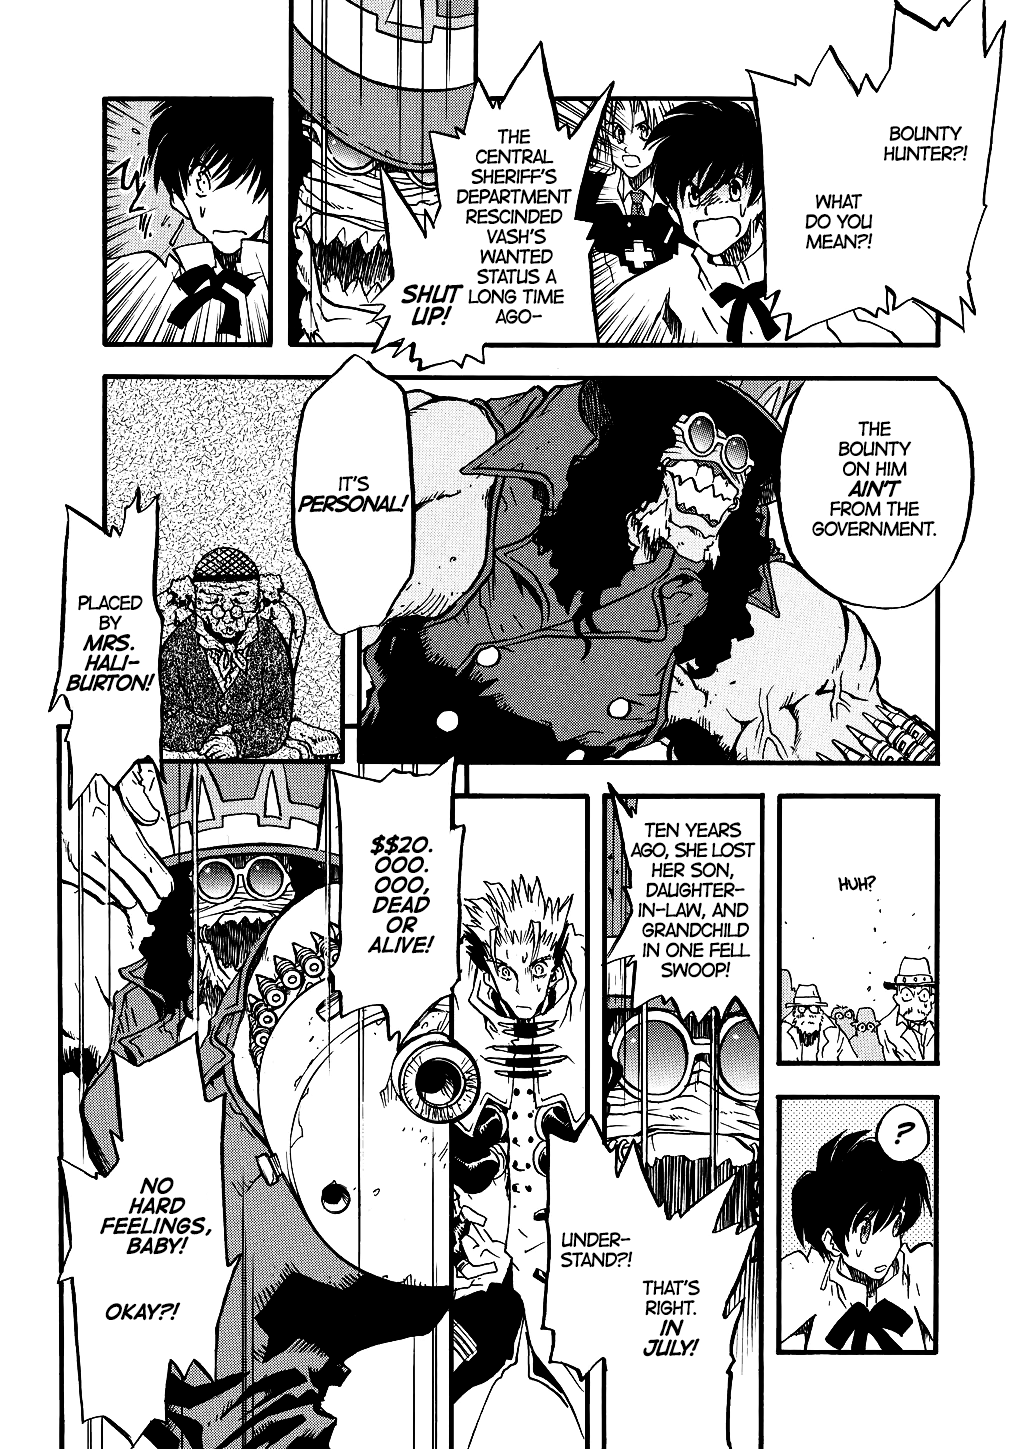 BOUNTY
HUNTER?!
WHAT
DO YOU
MEAN?!
THE
CENTRAL
SHERIFF'S
DEPARTMENT
RESCINDED
VASH'S
WANTED
STATUS A
LONG TIME
AGO-
SHUT
UP!
THE
BOUNTY
ON HIM
AIN'T
FROM THE
GOVERNMENT.
IT'S
PERSONAL!
PLACED
BY
MRS.
HALI-
BURTON!
HUH?
?
TEN YEARS
AGO, SHE LOST
HER SON,
DAUGHTER-
IN-LAW, AND
GRANDCHILD
IN ONE FELL
SWOOP!
THAT'S
RIGHT.
IN
JULY!
UNDER-
STAND?!
$$20.
000.
000,
DEAD
OR
ALIVE!
NO
HARD
FEELINGS,
BABY!
OKAY?!